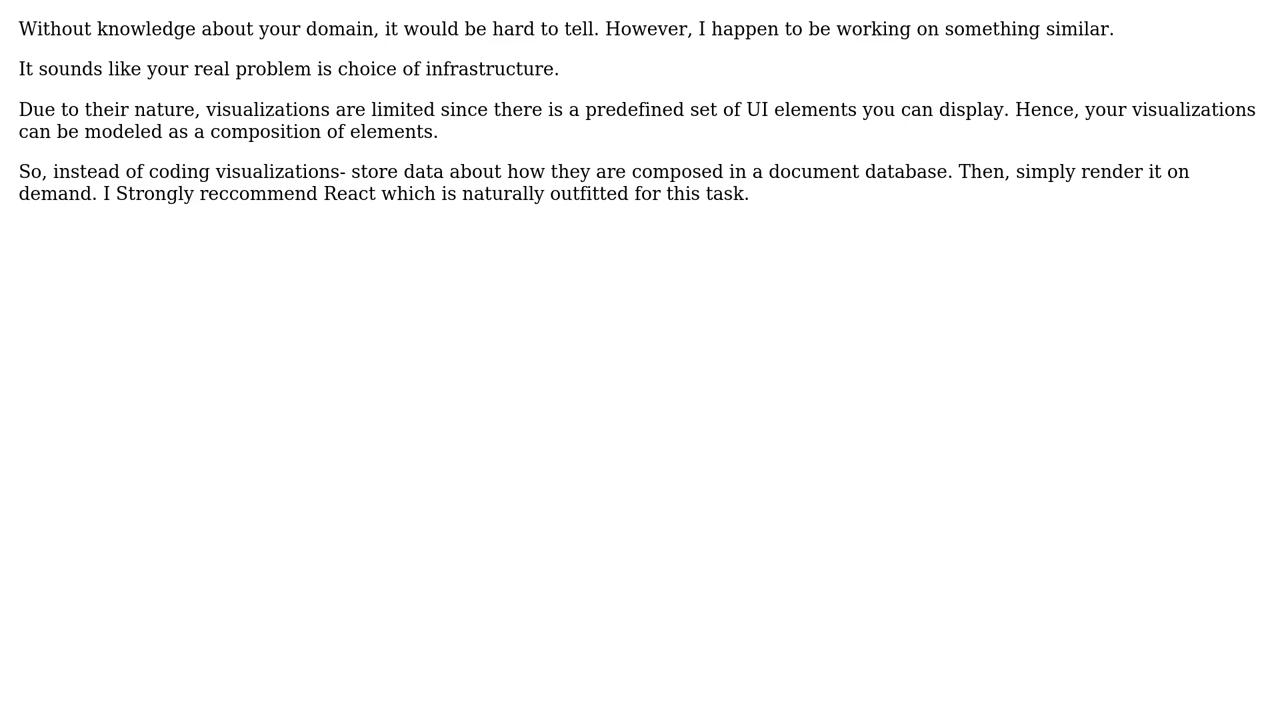 Without knowledge about your domain, it would be hard to tell. However, I happen to be working on something similar.
It sounds like your real problem is choice of infrastructure.
Due to their nature, visualizations are limited since there is a predefined set of UI elements you can display. Hence, your visualizations
can be modeled as a composition of elements.
So, instead of coding visualizations- store data about how they are composed in a document database. Then, simply render it on
demand. I Strongly reccommend React which is naturally outfitted for this task.